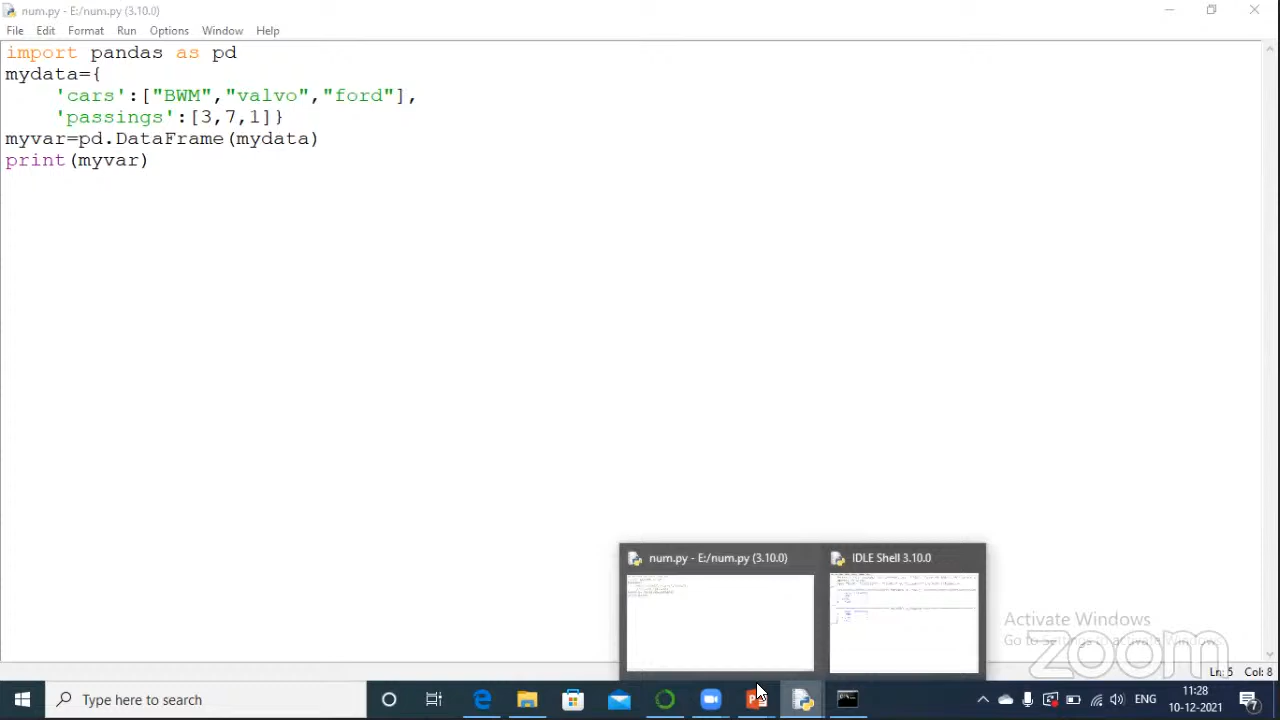 num.py - E:/num.py (3.10.0)
File Edit Format Run Options Window Help
import pandas as pd
mydata={
'cars':["BWM","valvo","ford"],
'passings':[3,7,1]}
myvar=pd.DataFrame(mydata)
print(myvar)
num.py - E:/num.py (3.10.0)
IDLE Shell 3.10.0
Activate Windows
zoom
Ln: 5 Col: 8
Type here to search
ENG
11:28
10-12-2021
7